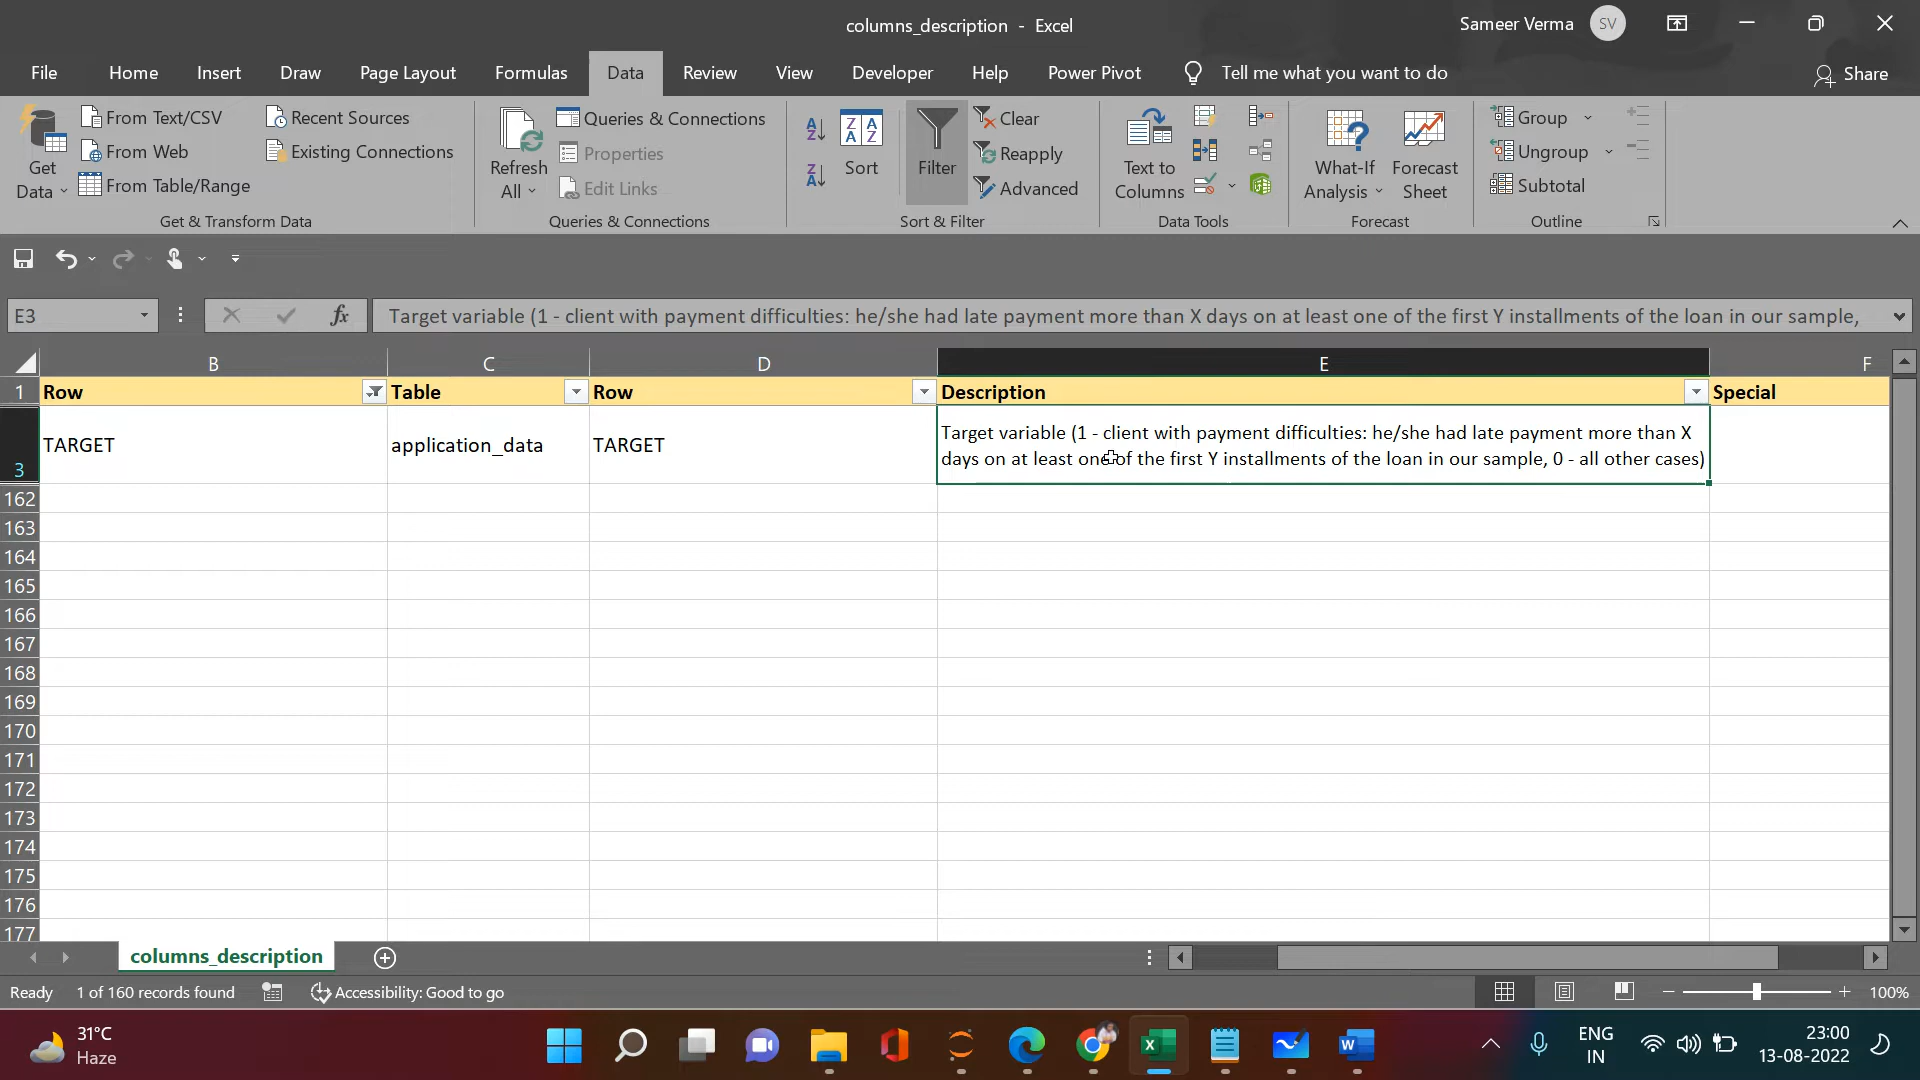 columns_description - Excel
Sameer Verma SV
File Home Insert Draw Page Layout Formulas Data Review View Developer Help Power Pivot Tell me what you want to do Share
Get Data
From Text/CSV
From Web
From Table/Range
Recent Sources
Existing Connections
Get & Transform Data
Refresh All
Queries & Connections
Properties
Edit Links
Queries & Connections
Sort
Filter
Clear
Reapply
Advanced
Sort & Filter
Text to Columns
Data Tools
What-If Analysis
Forecast Sheet
Forecast
Group
Ungroup
Subtotal
Outline
E3 fx Target variable (1 - client with payment difficulties: he/she had late payment more than X days on at least one of the first Y installments of the loan in our sample,
B C D E F
1 Row Table Row Description Special
3 TARGET application_data TARGET Target variable (1 - client with payment difficulties: he/she had late payment more than X
days on at least one of the first Y installments of the loan in our sample, 0 - all other cases)
162
163
164
165
166
167
168
169
170
171
172
173
174
175
176
177
columns_description
Ready 1 of 160 records found Accessibility: Good to go 100%
31°C
Haze
ENG
IN
23:00
13-08-2022